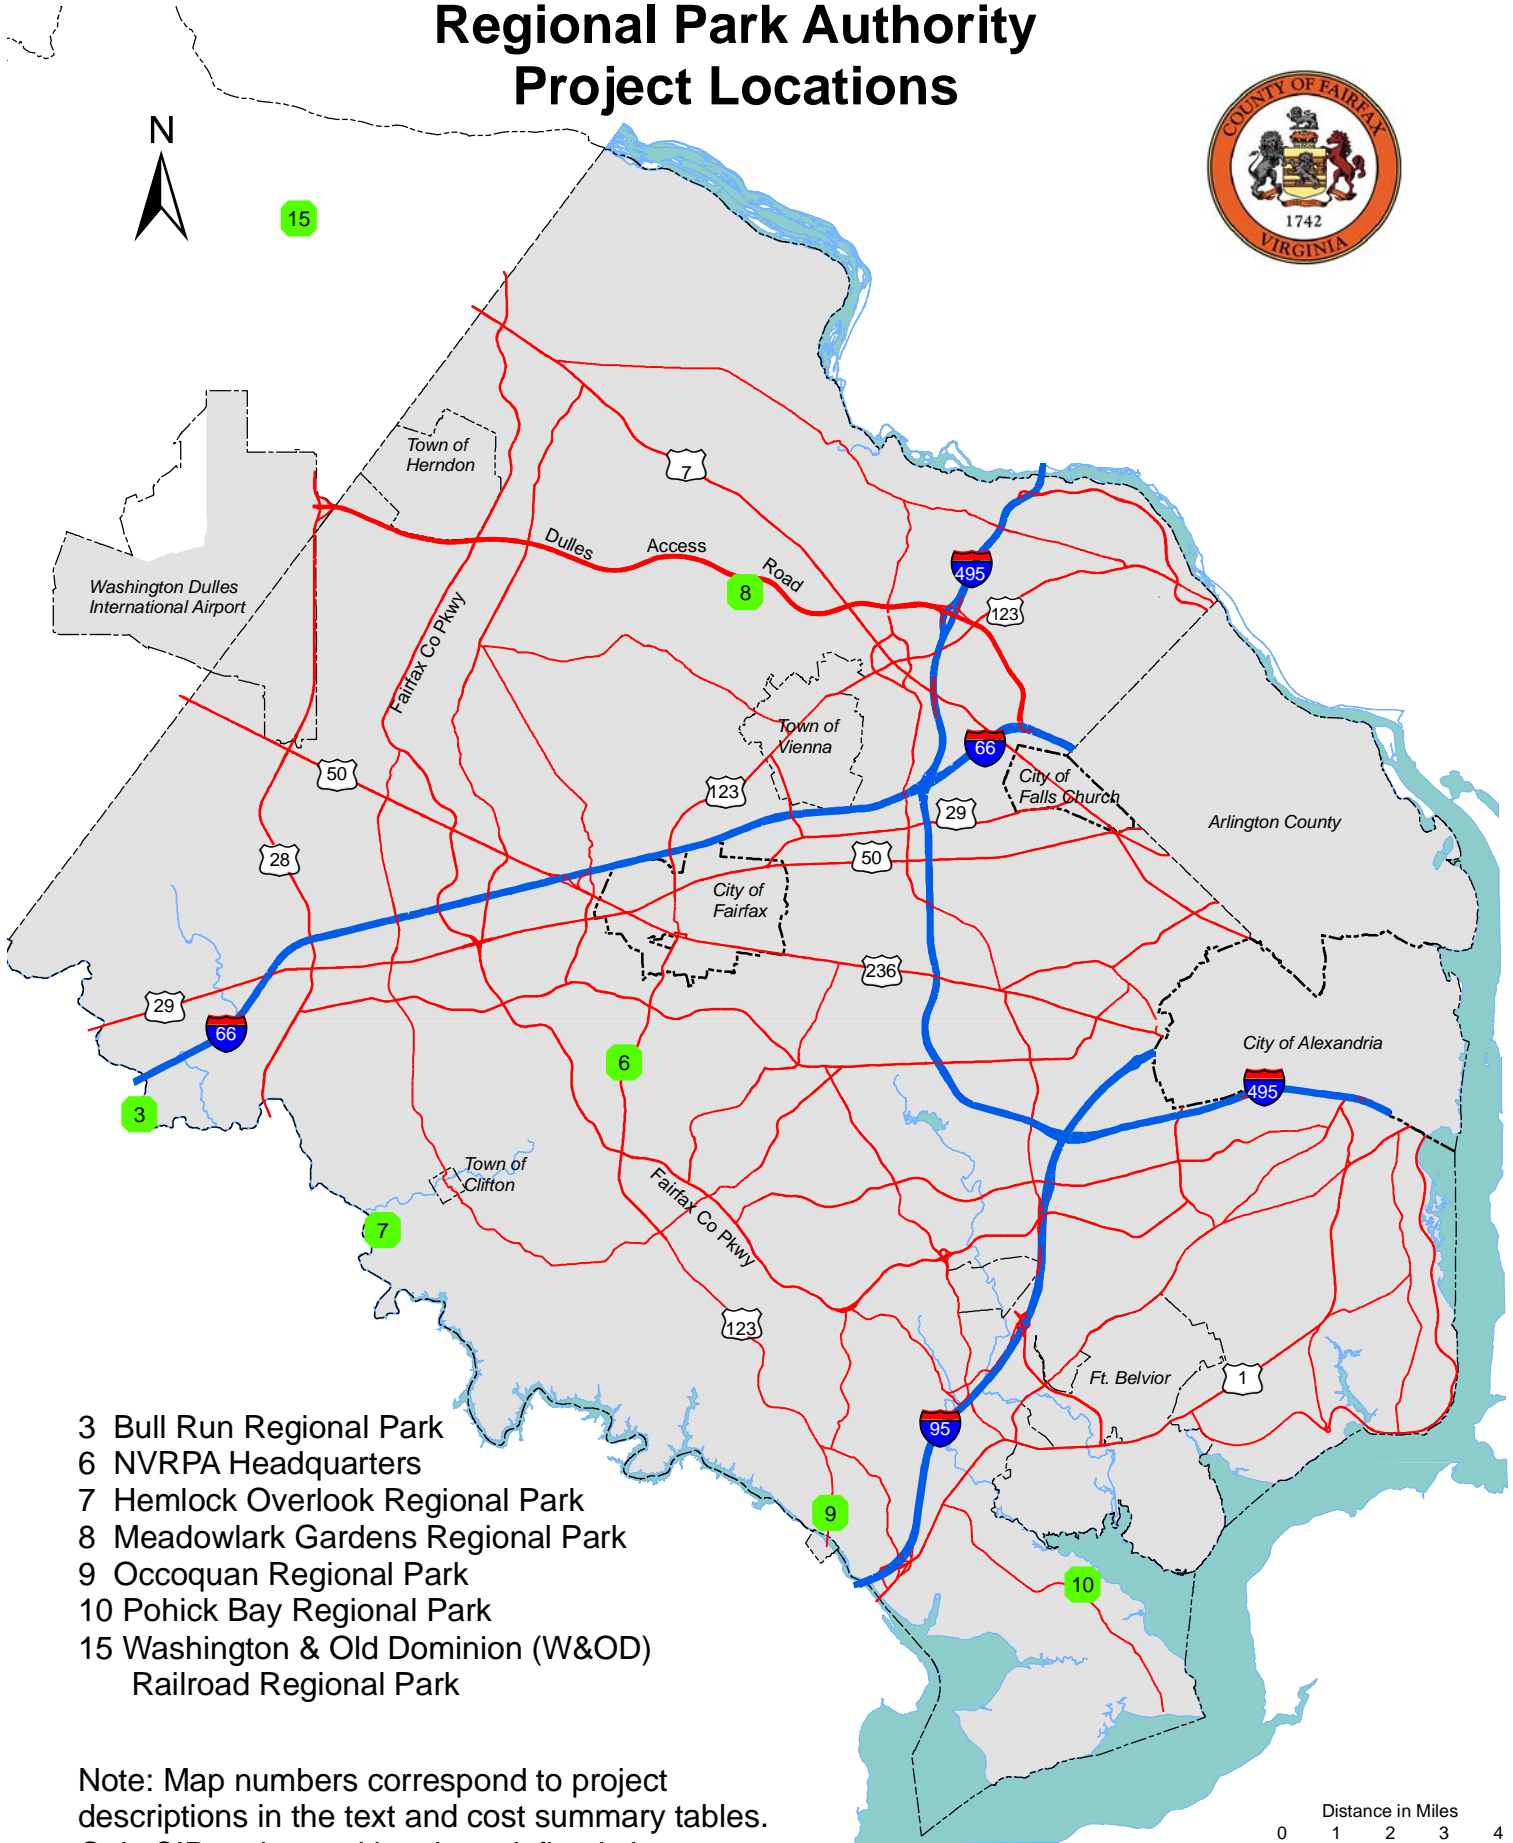 Regional Park Authority
Project Locations
N
COUNTY OF FAIRFAX
1742
VIRGINIA
15
Town of
Herndon
7
Dulles
Access
Road
495
8
123
Washington Dulles
International Airport
Fairfax Co Pkwy
Town of
Vienna
66
50
City of
Falls Church
123
29
Arlington County
28
50
City of
Fairfax
236
29
66
6
City of Alexandria
495
3
Town of
Clifton
Fairfax Co Pkwy
7
123
Ft. Belvior
1
95
9
10
3 Bull Run Regional Park
6 NVRPA Headquarters
7 Hemlock Overlook Regional Park
8 Meadowlark Gardens Regional Park
9 Occoquan Regional Park
10 Pohick Bay Regional Park
15 Washington & Old Dominion (W&OD)
Railroad Regional Park
Note: Map numbers correspond to project
descriptions in the text and cost summary tables.
Distance in Miles
0 1 2 3 4